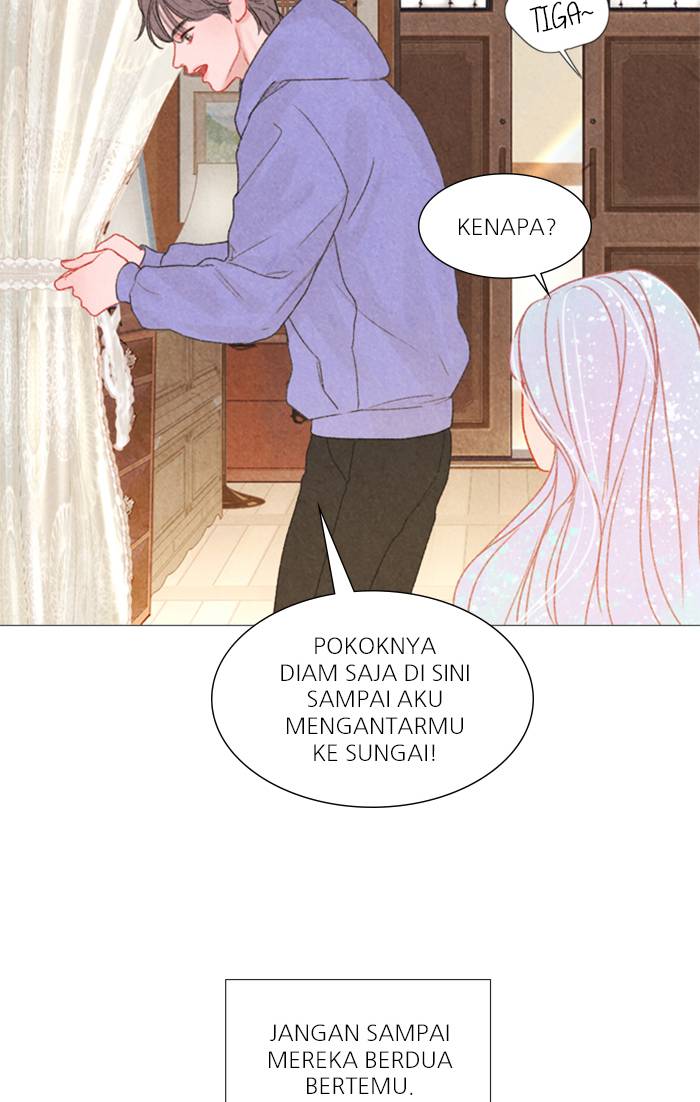 TIGA~
KENAPA?
POKOKNYA
DIAM SAJA DI SINI
SAMPAI AKU
MENGANTARMU
KE SUNGAI!
JANGAN SAMPAI
MEREKA BERDUA
BERTEMU.